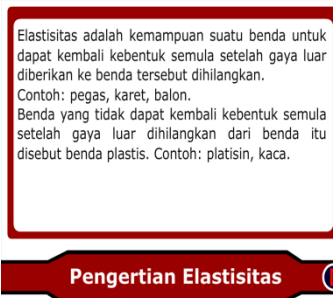 Elastisitas adalah kemampuan suatu benda untuk
dapat kembali kebentuk semula setelah gaya luar
diberikan ke benda tersebut dihilangkan.
Contoh: pegas, karet, balon.
Benda yang tidak dapat kembali kebentuk semula
setelah gaya luar dihilangkan dari benda itu
disebut benda plastis. Contoh: platisin, kaca.
Pengertian Elastisitas